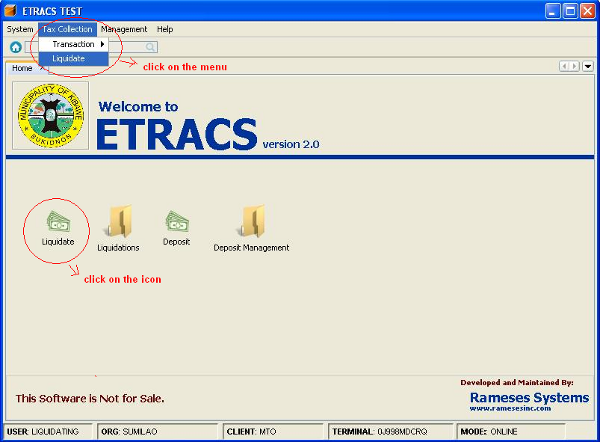 ETRACS TEST
System Tax Collection Management Help
Transaction
Liquidate
click on the menu
Home
MUNICIPALITY OF KIBAWE
BUKIDNON
Welcome to
ETRACS version 2.0
Liquidate Liquidations Deposit Deposit Management
click on the icon
Developed and Maintained By:
This Software is Not for Sale.
Rameses Systems
www.ramesesinc.com
USER: LIQUIDATING ORG: SUMILAO CLIENT: MTO TERMINAL: 0J998MDCRQ MODE: ONLINE